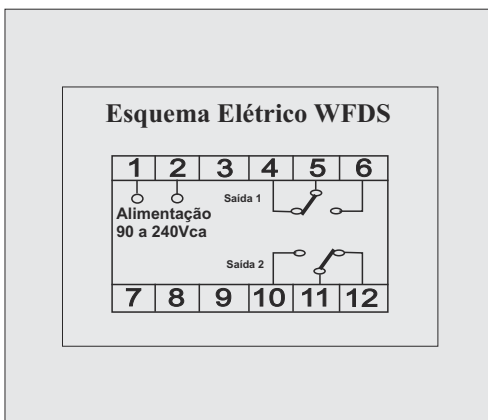 Esquema Elétrico WFDS
1 2 3 4 5 6
Saída 1
Alimentação
90 a 240Vca
Saída 2
7 8 9 10 11 12